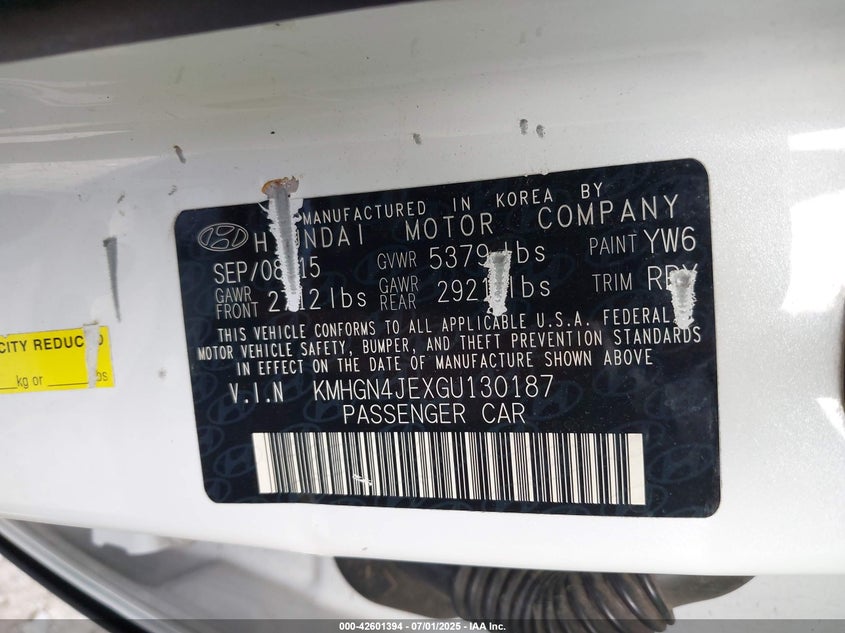 MANUFACTURED IN KOREA BY
HYUNDAI MOTOR COMPANY
SEP/08/15 GVWR 5379 lbs PAINT YW6
GAWR FRONT lbs GAWR REAR lbs TRIM
THIS VEHICLE CONFORMS TO ALL APPLICABLE U.S.A. FEDERAL
MOTOR VEHICLE SAFETY, BUMPER, AND THEFT PREVENTION STANDARDS
IN EFFECT ON THE DATE OF MANUFACTURE SHOWN ABOVE
V.I.N KMHGN4JEXGU130187
PASSENGER CAR
CITY REDUCED
kg or lbs
000-42601394 - 07/01/2025 - IAA Inc.